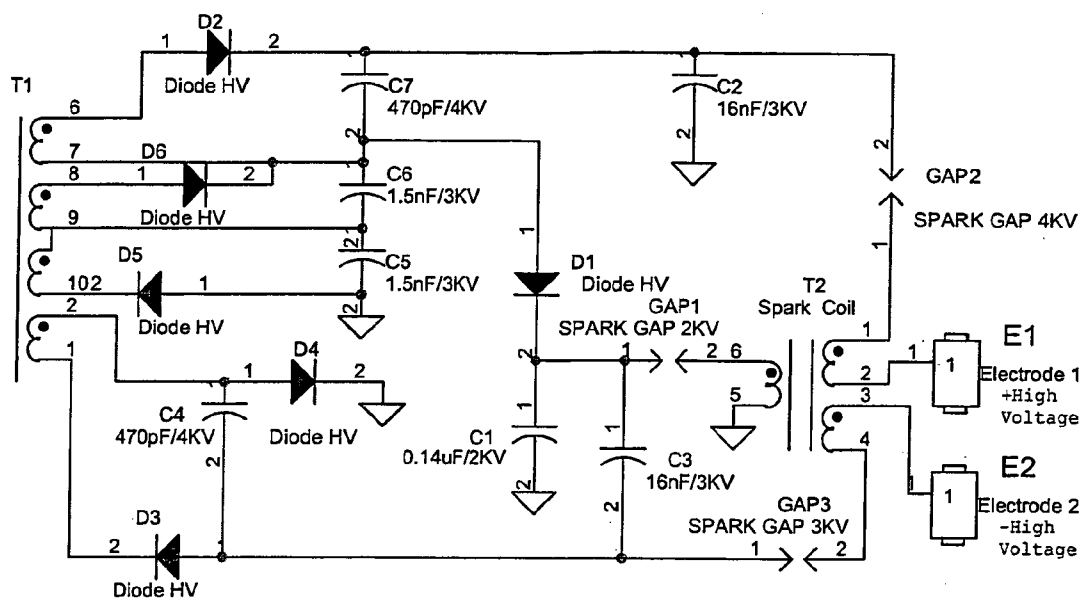 D2
1 2
Diode HV
T1
C7
470pF/4KV
C2
16nF/3KV
6
7
D6
8 1 2
Diode HV
C6
1.5nF/3KV
9
C5
1.5nF/3KV
D5
102 1
Diode HV
2
1
2
2
2
2
2
GAP2
SPARK GAP 4KV
1
1
D1
Diode HV
2
GAP1
SPARK GAP 2KV
1 2 6
5
T2
Spark Coil
1
2
3
4
1
E1
1
Electrode 1
+High
Voltage
D4
1 2
Diode HV
C4
470pF/4KV
2
1
C1
0.14uF/2KV
2
1
C3
16nF/3KV
2
1
E2
1
Electrode 2
-High
Voltage
D3
2 1
Diode HV
GAP3
SPARK GAP 3KV
1 2